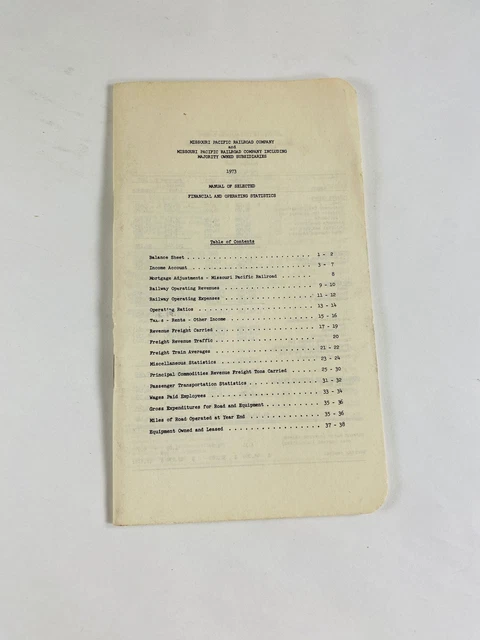 MISSOURI PACIFIC RAILROAD COMPANY
and
MISSOURI PACIFIC RAILROAD COMPANY INCLUDING
MAJORITY OWNED SUBSIDIARIES
1973
MANUAL OF SELECTED
FINANCIAL AND OPERATING STATISTICS
Table of Contents
Balance Sheet . . . . . . . . . . . . . . . . . . . . . . 1 - 2
Income Account . . . . . . . . . . . . . . . . . . . . . 3 - 7
Mortgage Adjustments - Missouri Pacific Railroad . . . . . . 8
Railway Operating Revenues . . . . . . . . . . . . . . . 9 - 10
Railway Operating Expenses . . . . . . . . . . . . . . . 11 - 12
Operating Ratios . . . . . . . . . . . . . . . . . . . . 13 - 14
Taxes - Rents - Other Income . . . . . . . . . . . . . . 15 - 16
Revenue Freight Carried . . . . . . . . . . . . . . . . . 17 - 19
Freight Revenue Traffic . . . . . . . . . . . . . . . . . 20
Freight Train Averages . . . . . . . . . . . . . . . . . 21 - 22
Miscellaneous Statistics . . . . . . . . . . . . . . . . 23 - 24
Principal Commodities Revenue Freight Tons Carried . . . . . 25 - 30
Passenger Transportation Statistics . . . . . . . . . . . 31 - 32
Wages Paid Employees . . . . . . . . . . . . . . . . . . 33 - 34
Gross Expenditures for Road and Equipment . . . . . . . . 35 - 36
Miles of Road Operated at Year End . . . . . . . . . . . 35 - 36
Equipment Owned and Leased . . . . . . . . . . . . . . . 37 - 38